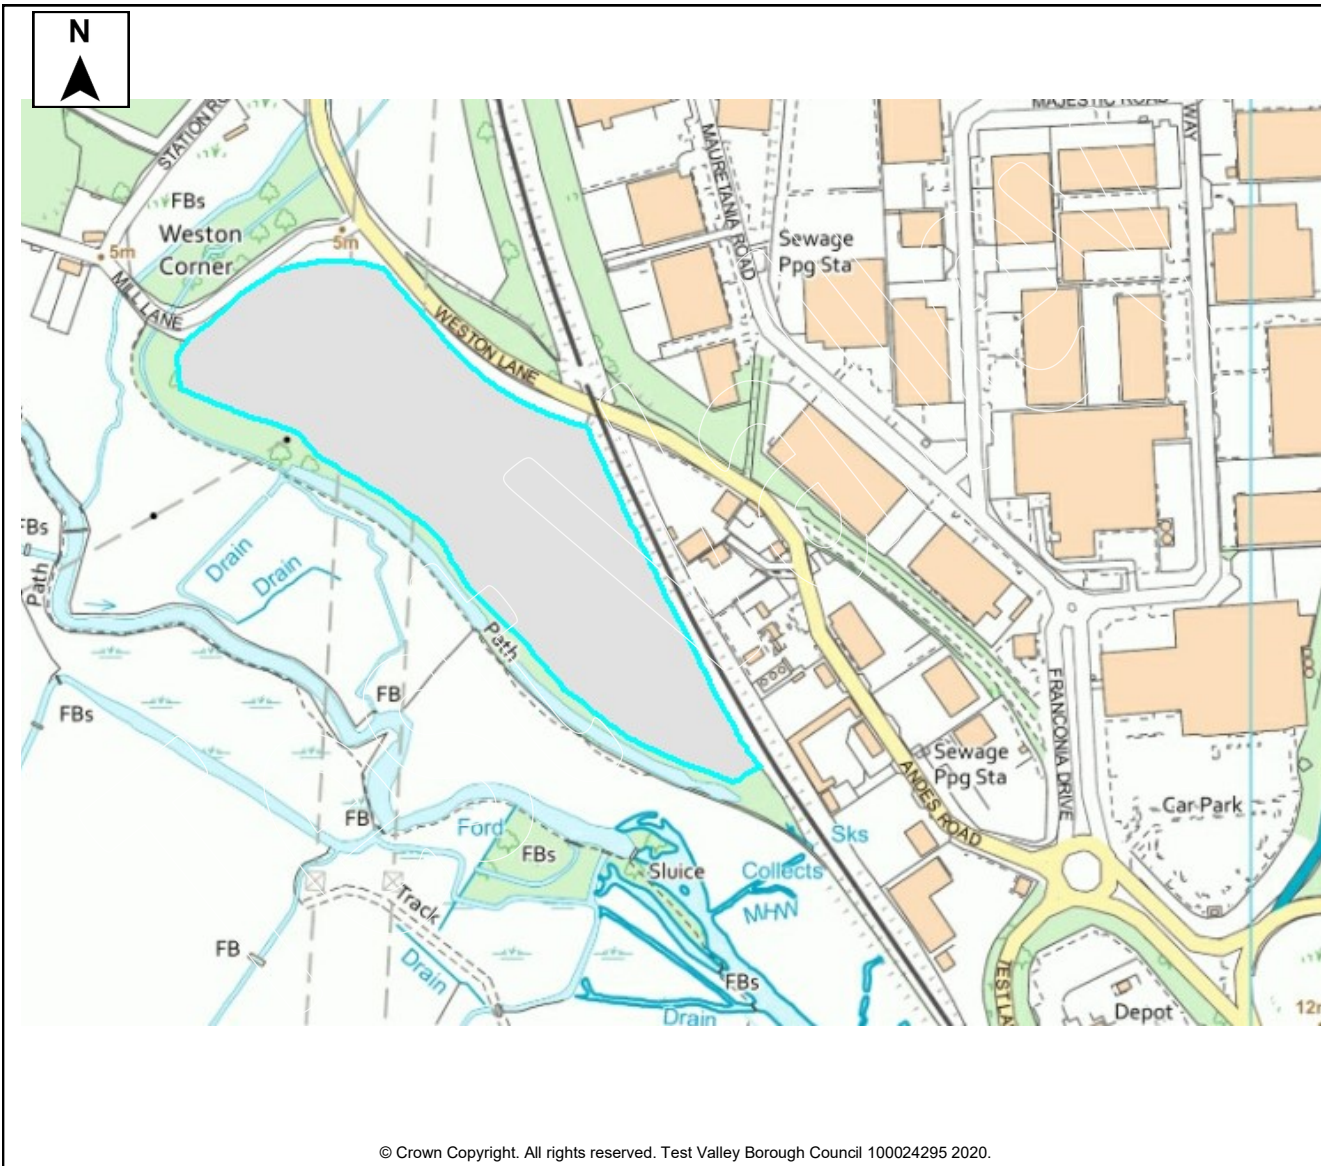 N
STATION RO
MAJESTIC ROAD
WAY
MAURETANIA ROAD
FBs
Weston
Corner
5m
5m
MILL LANE
Sewage
Ppg Sta
WESTON LANE
FBs
Path
Drain
Drain
Path
FB
FBs
FRANCONIA DRIVE
Sewage
Ppg Sta
ANDES ROAD
Car Park
FB
Ford
FBs
Sluice
Sks
Collects
MHW
Track
FB
Drain
FBs
Drain
TEST LA
Depot
12m
© Crown Copyright. All rights reserved. Test Valley Borough Council 100024295 2020.